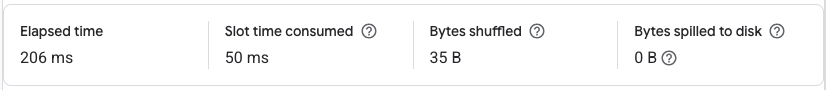 Elapsed time
206 ms
Slot time consumed
50 ms
Bytes shuffled
35 B
Bytes spilled to disk
0 B